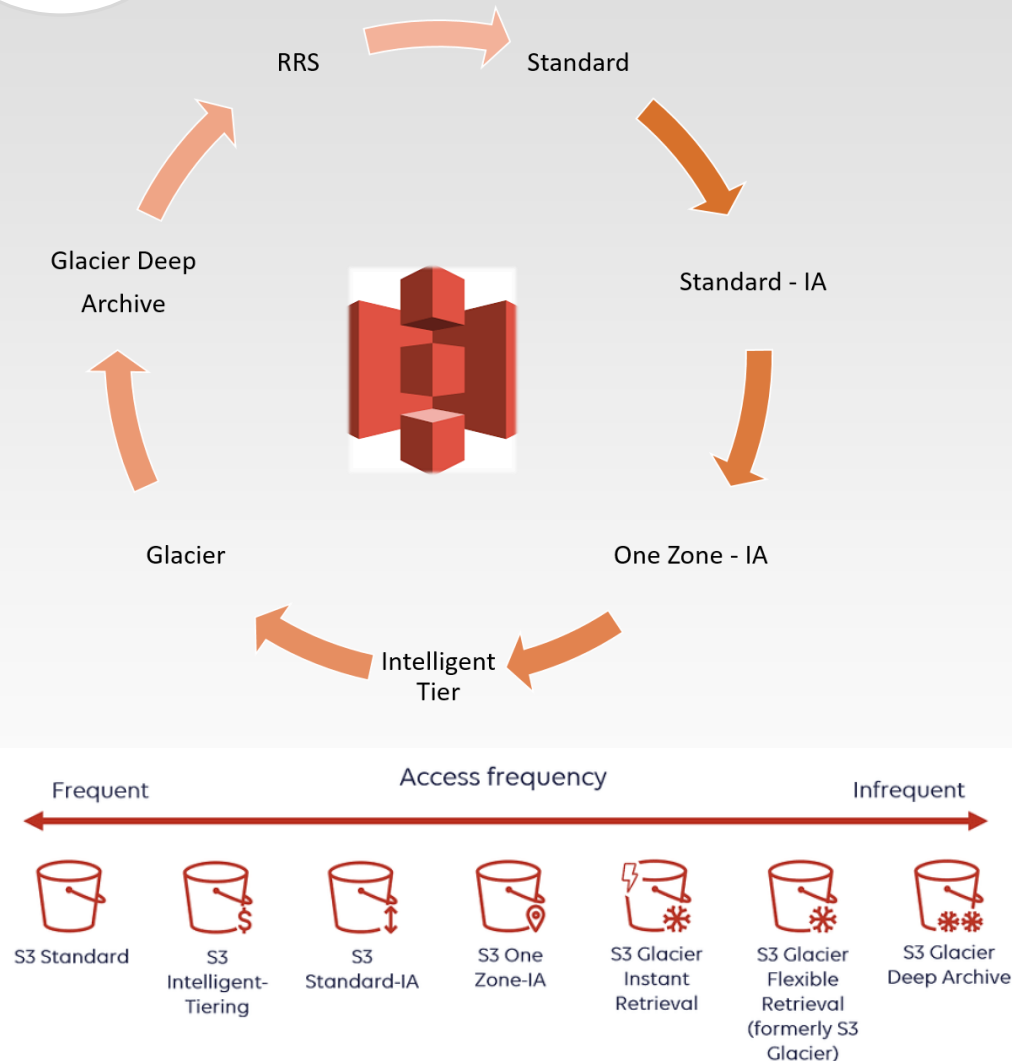 RRS
Standard
Glacier Deep
Archive
Standard - IA
Glacier
One Zone - IA
Intelligent
Tier
Access frequency
Frequent
Infrequent
S3 Standard
S3
Intelligent-
Tiering
S3
Standard-IA
S3 One
Zone-IA
S3 Glacier
Instant
Retrieval
S3 Glacier
Flexible
Retrieval
(formerly S3
Glacier)
S3 Glacier
Deep Archive